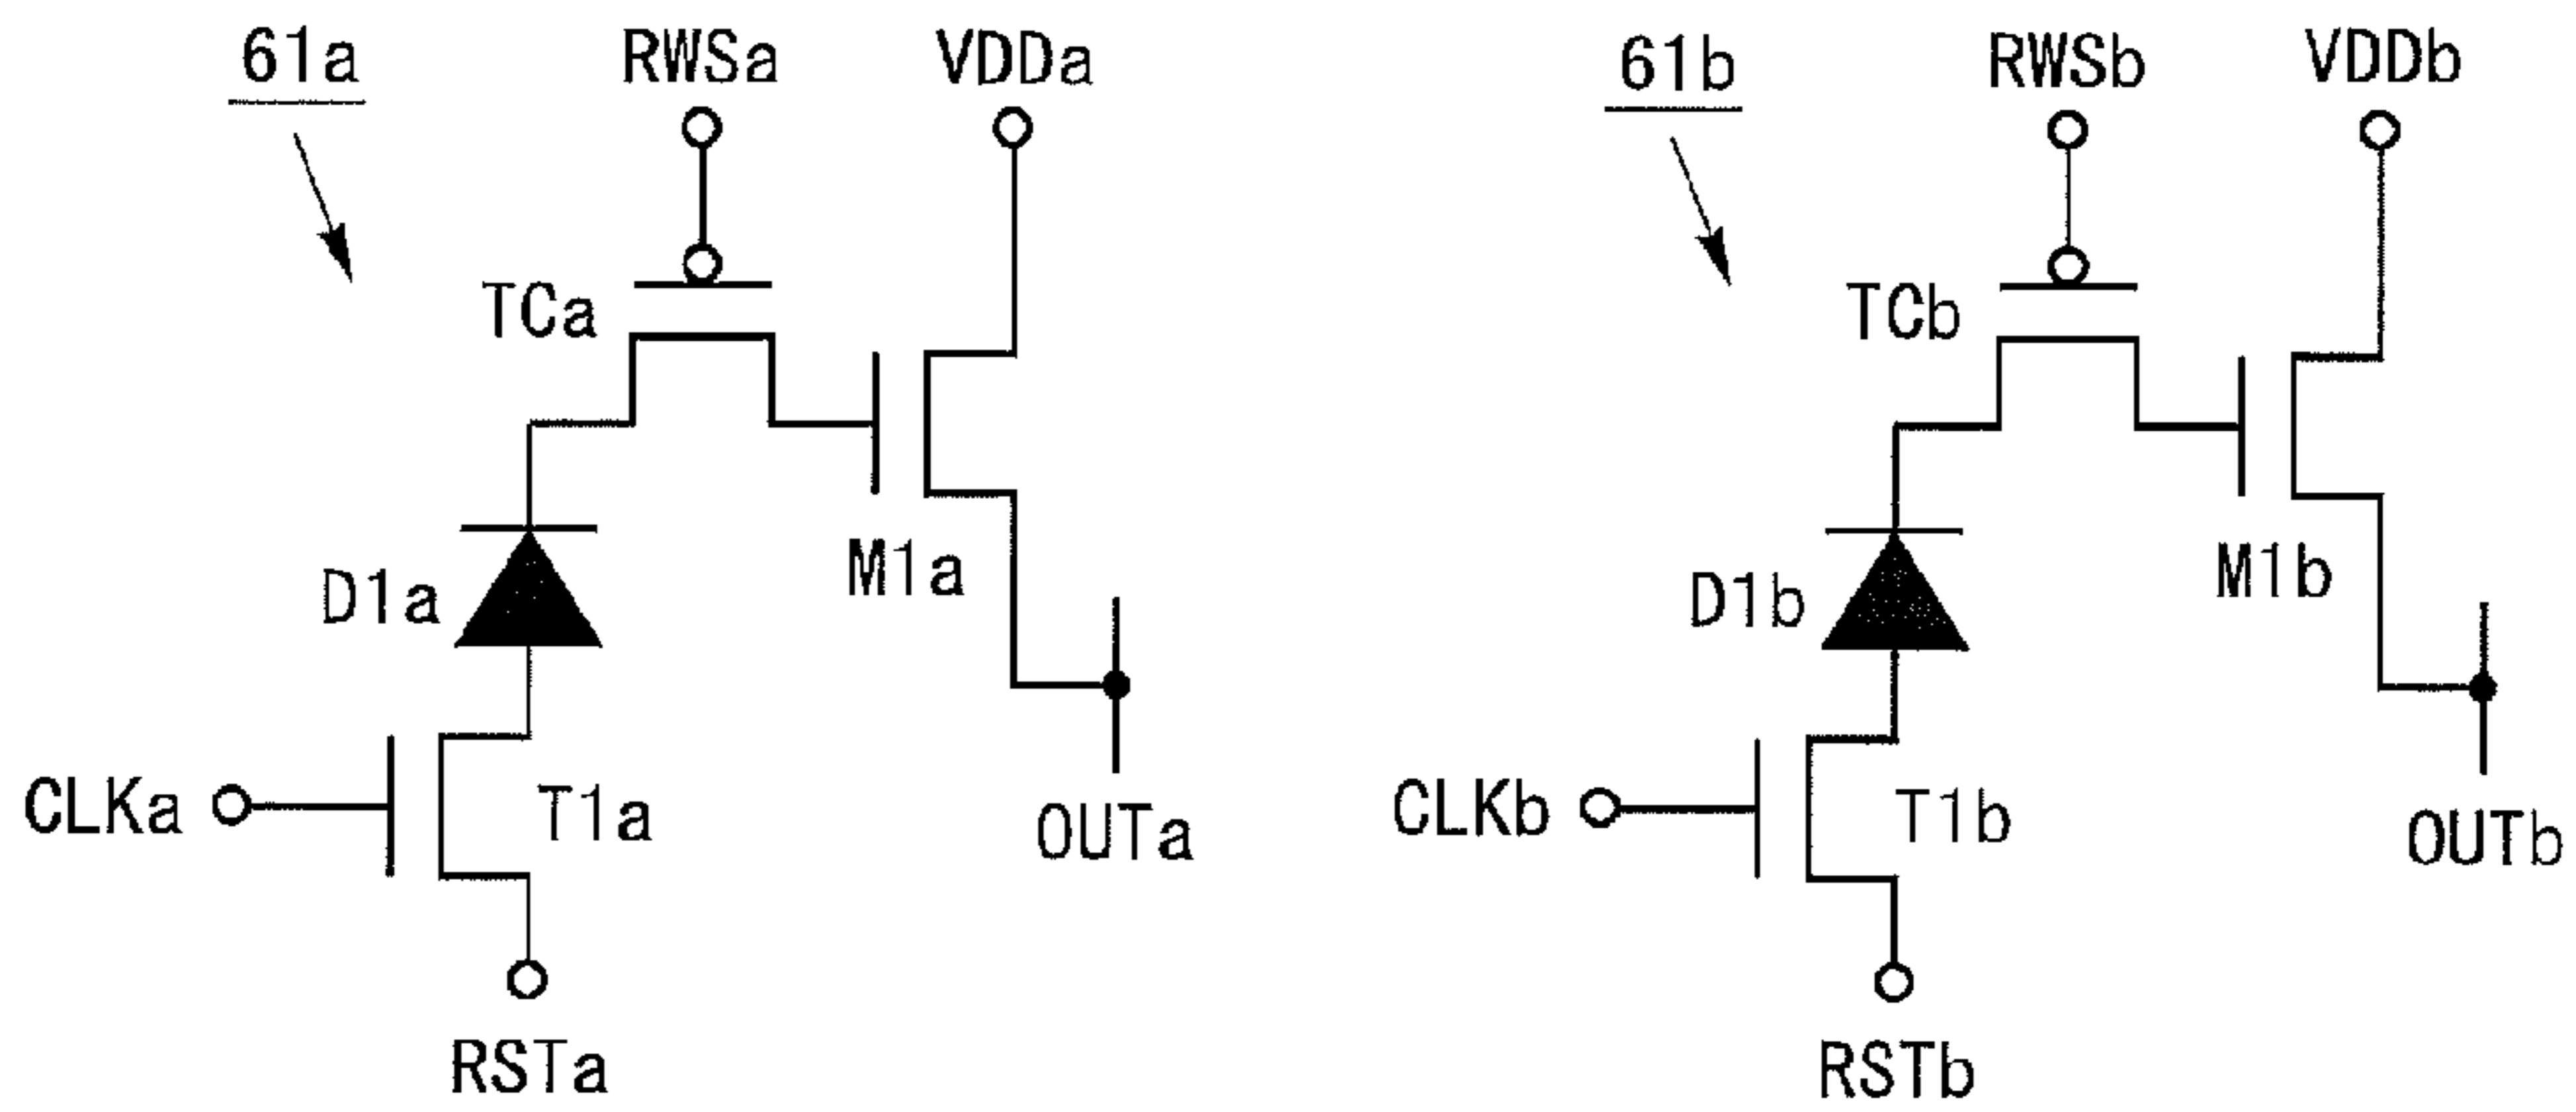 61a
RWSa
VDDa
TCa
D1a
M1a
CLKa
T1a
OUTa
RSTa
61b
RWSb
VDDb
TCb
D1b
M1b
CLKb
T1b
OUTb
RSTb